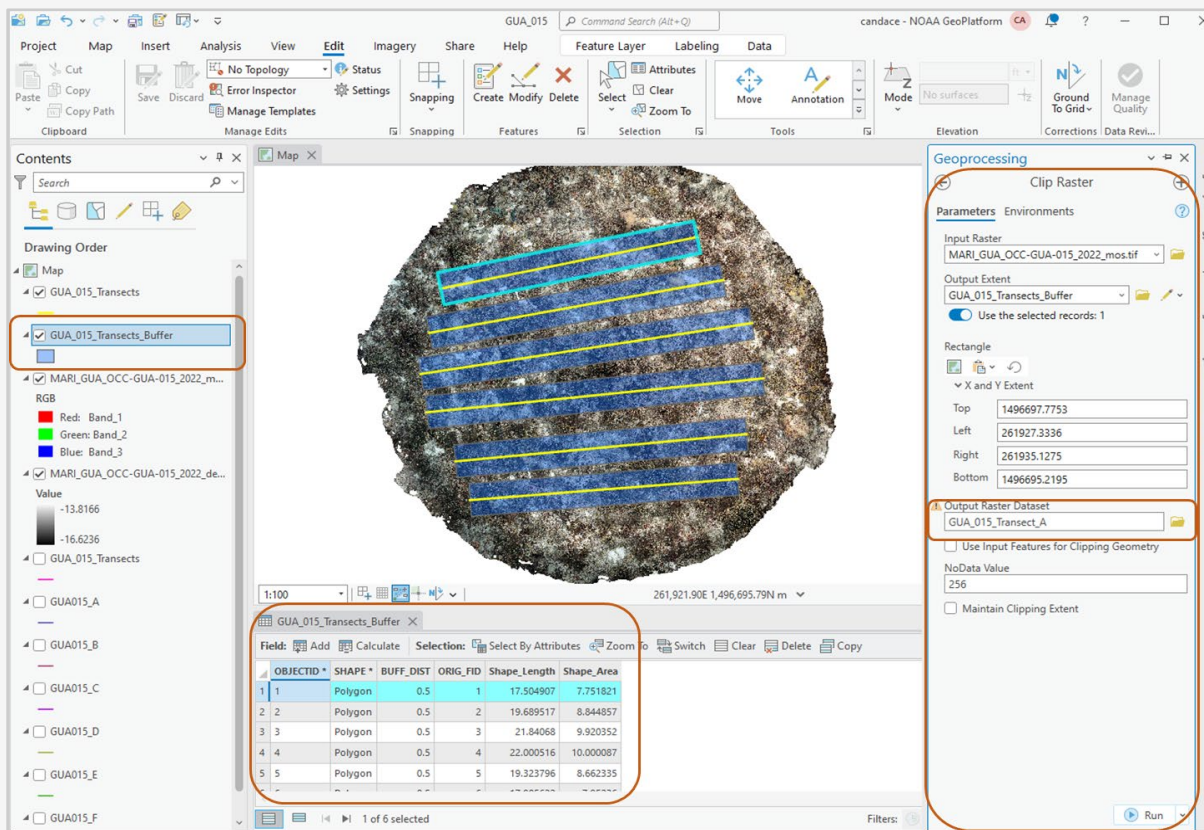 GUA_015
Command Search (Alt+Q)
candace - NOAA GeoPlatform
CA
?
Project Map Insert Analysis View Edit Imagery Share Help Feature Layer Labeling Data
Paste
Cut
Copy
Copy Path
Clipboard
Save Discard
No Topology
Error Inspector
Manage Templates
Status
Settings
Manage Edits
Snapping
Snapping
Create Modify Delete
Features
Select
Attributes
Clear
Zoom To
Selection
Move
Annotation
Tools
Mode
No surfaces
ft
Elevation
Ground To Grid
Corrections
Manage Quality
Data Revi...
Contents
Search
Drawing Order
Map
GUA_015_Transects
GUA_015_Transects_Buffer
MARI_GUA_OCC-GUA-015_2022_m...
RGB
Red: Band_1
Green: Band_2
Blue: Band_3
MARI_GUA_OCC-GUA-015_2022_de...
Value
-13.8166
-16.6236
GUA_015_Transects
GUA015_A
GUA015_B
GUA015_C
GUA015_D
GUA015_E
GUA015_F
Map
1:100
261,921.90E 1,496,695.79N m
GUA_015_Transects_Buffer
Field: Add Calculate Selection: Select By Attributes Zoom To Switch Clear Delete Copy
OBJECTID * SHAPE * BUFF_DIST ORIG_FID Shape_Length Shape_Area
1 1 Polygon 0.5 1 17.504907 7.751821
2 2 Polygon 0.5 2 19.689517 8.844857
3 3 Polygon 0.5 3 21.84068 9.920352
4 4 Polygon 0.5 4 22.000516 10.000087
5 5 Polygon 0.5 5 19.323796 8.662335
1 of 6 selected
Filters:
Geoprocessing
Clip Raster
Parameters Environments
?
Input Raster
MARI_GUA_OCC-GUA-015_2022_mos.tif
Output Extent
GUA_015_Transects_Buffer
Use the selected records: 1
Rectangle
X and Y Extent
Top 1496697.7753
Left 261927.3336
Right 261935.1275
Bottom 1496695.2195
Output Raster Dataset
GUA_015_Transect_A
Use Input Features for Clipping Geometry
NoData Value
256
Maintain Clipping Extent
Run